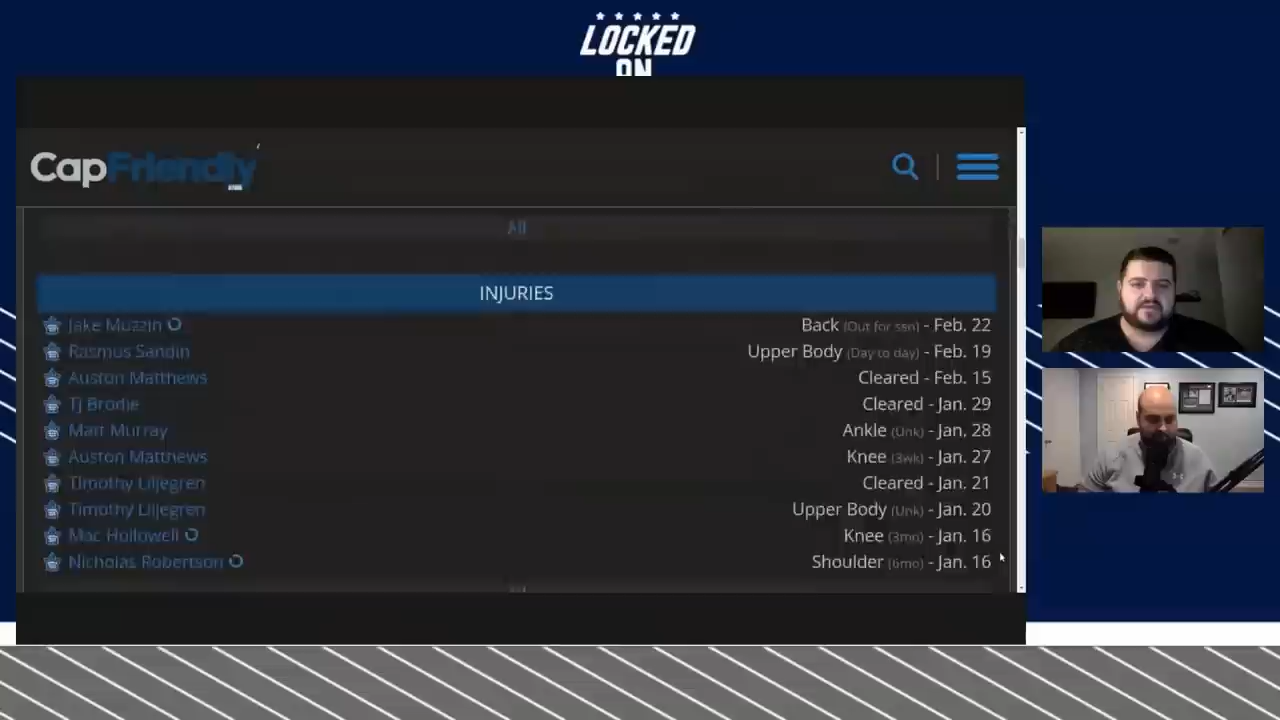 LOCKED
ON
CapFriendly
All
INJURIES
Jake Muzzin Back (Out for ssn) - Feb. 22
Rasmus Sandin Upper Body (Day to day) - Feb. 19
Auston Matthews Cleared - Feb. 15
TJ Brodie Cleared - Jan. 29
Matt Murray Ankle (Unk) - Jan. 28
Auston Matthews Knee (3wk) - Jan. 27
Timothy Liljegren Cleared - Jan. 21
Timothy Liljegren Upper Body (Unk) - Jan. 20
Mac Hollowell Knee (3mo) - Jan. 16
Nicholas Robertson Shoulder (6mo) - Jan. 16